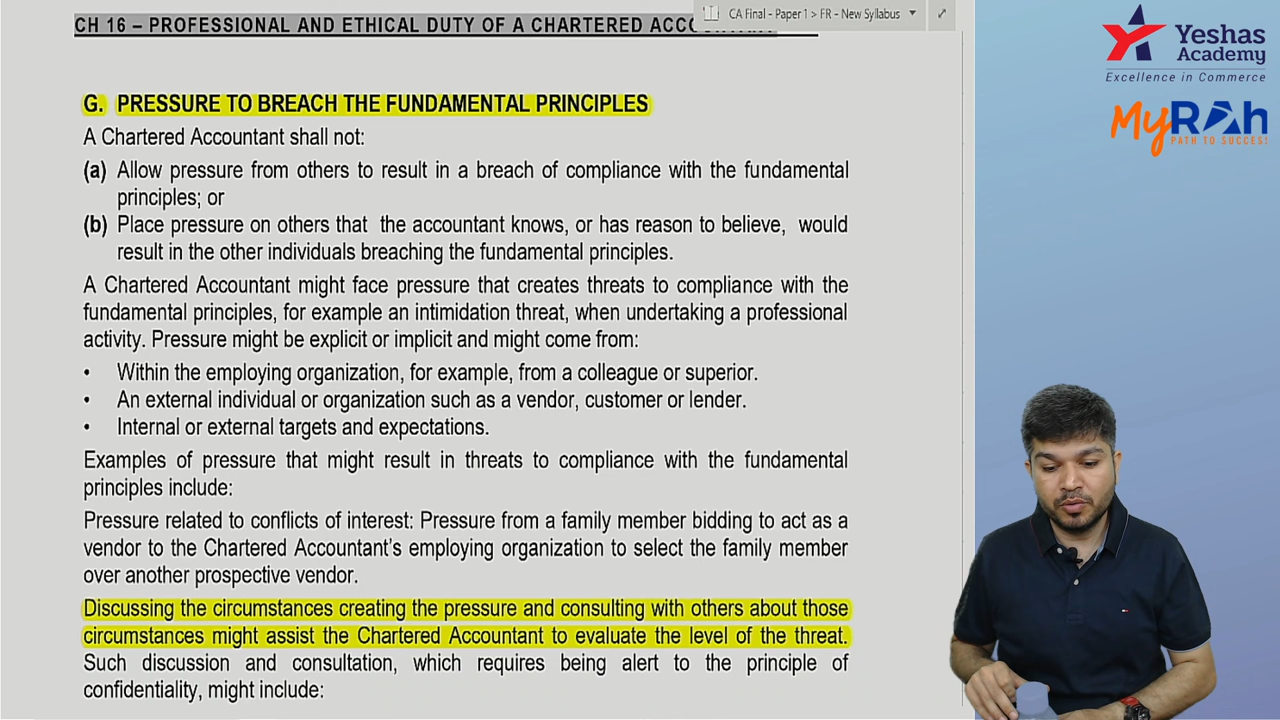 CH 16 – PROFESSIONAL AND ETHICAL DUTY OF A CHARTERED
CA Final - Paper 1 > FR - New Syllabus
Yeshas
Academy
Excellence in Commerce
MyRAh
PATH TO SUCCESS
G. PRESSURE TO BREACH THE FUNDAMENTAL PRINCIPLES
A Chartered Accountant shall not:
(a) Allow pressure from others to result in a breach of compliance with the fundamental
principles; or
(b) Place pressure on others that the accountant knows, or has reason to believe, would
result in the other individuals breaching the fundamental principles.
A Chartered Accountant might face pressure that creates threats to compliance with the
fundamental principles, for example an intimidation threat, when undertaking a professional
activity. Pressure might be explicit or implicit and might come from:
• Within the employing organization, for example, from a colleague or superior.
• An external individual or organization such as a vendor, customer or lender.
• Internal or external targets and expectations.
Examples of pressure that might result in threats to compliance with the fundamental
principles include:
Pressure related to conflicts of interest: Pressure from a family member bidding to act as a
vendor to the Chartered Accountant's employing organization to select the family member
over another prospective vendor.
Discussing the circumstances creating the pressure and consulting with others about those
circumstances might assist the Chartered Accountant to evaluate the level of the threat.
Such discussion and consultation, which requires being alert to the principle of
confidentiality, might include: